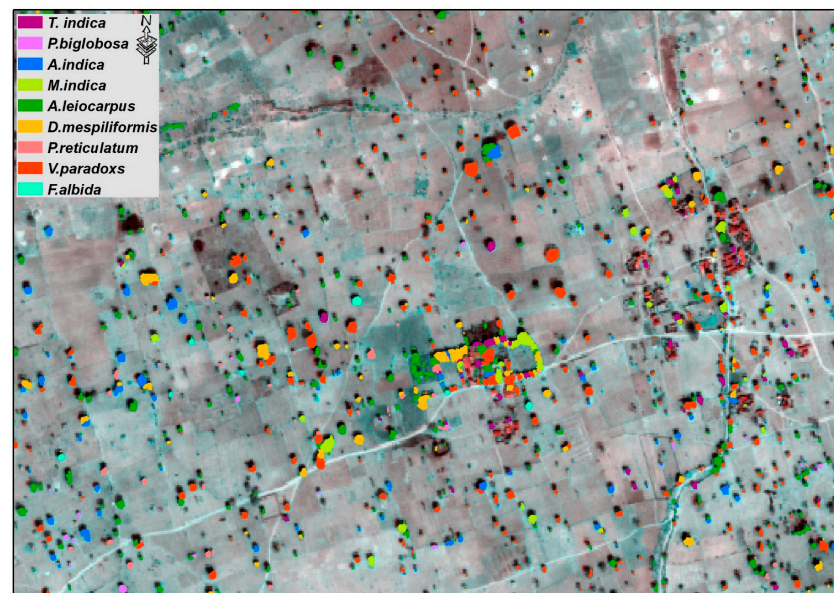 T. indica
N
P.biglobosa
A.indica
M.indica
A.leiocarpus
D.mespiliformis
P.reticulatum
V.paradoxs
F.albida